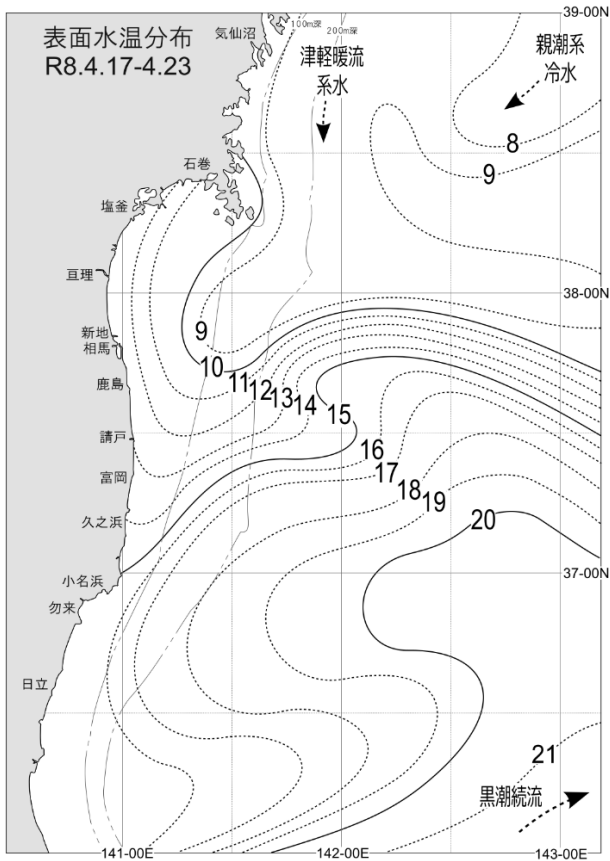 表面水温分布
R8.4.17-4.23
気仙沼
100m深
200m深
津軽暖流
系水
親潮系
冷水
39-00N
8
9
石巻
塩釜
亘理
38-00N
新地
相馬
鹿島
請戸
富岡
久之浜
小名浜
勿来
日立
9
10
11
12
13
14
15
16
17
18
19
20
37-00N
21
黒潮続流
141-00E
142-00E
143-00E